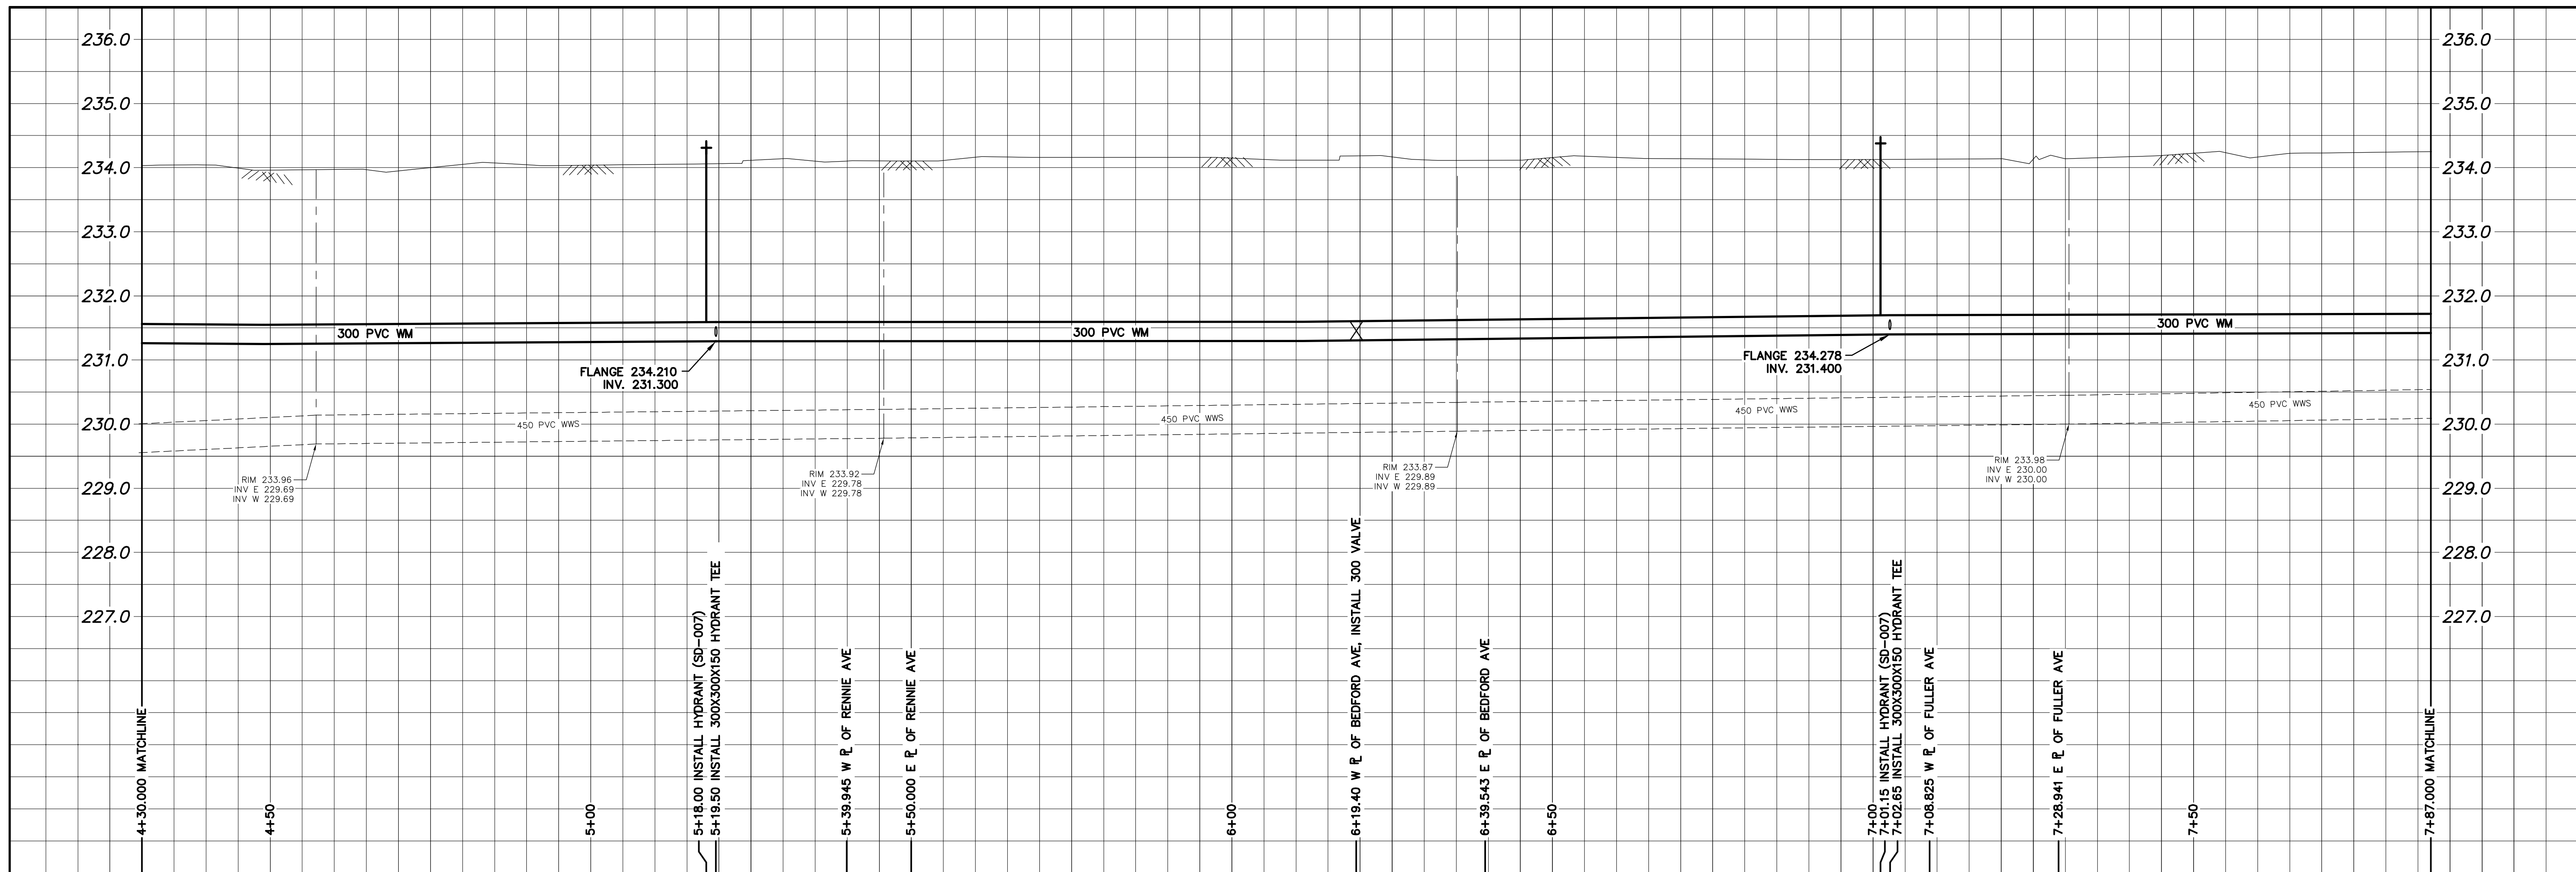 236.0
236.0
235.0
235.0
234.0
234.0
233.0
233.0
232.0
232.0
300 PVC WM
300 PVC WM
300 PVC WM
231.0
231.0
FLANGE 234.210
INV. 231.300
FLANGE 234.278
INV. 231.400
230.0
230.0
450 PVC WWS
450 PVC WWS
450 PVC WWS
450 PVC WWS
RIM 233.96
INV E 229.69
INV W 229.69
RIM 233.92
INV E 229.78
INV W 229.78
RIM 233.87
INV E 229.89
INV W 229.89
RIM 233.98
INV E 230.00
INV W 230.00
229.0
229.0
228.0
228.0
227.0
227.0
4+30.000 MATCHLINE
4+50
5+00
5+18.00 INSTALL HYDRANT (SD-007)
5+19.50 INSTALL 300X300X150 HYDRANT TEE
5+39.945 W PL OF RENNIE AVE
5+50.000 E PL OF RENNIE AVE
6+00
6+19.40 W PL OF BEDFORD AVE, INSTALL 300 VALVE
6+39.543 E PL OF BEDFORD AVE
6+50
7+00
7+01.15 INSTALL HYDRANT (SD-007)
7+02.65 INSTALL 300X300X150 HYDRANT TEE
7+08.825 W PL OF FULLER AVE
7+28.941 E PL OF FULLER AVE
7+50
7+87.000 MATCHLINE